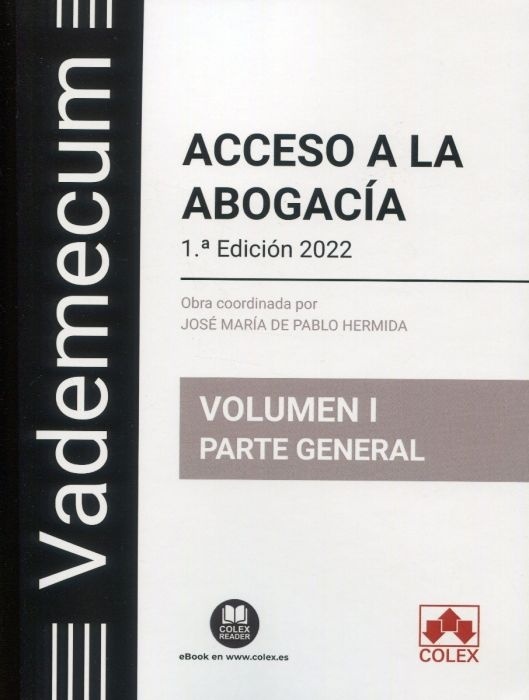 Vademecum
ACCESO A LA
ABOGACÍA
1.ª Edición 2022
Obra coordinada por
JOSÉ MARÍA DE PABLO HERMIDA
VOLUMEN I
PARTE GENERAL
COLEX
READER
eBook en www.colex.es
COLEX